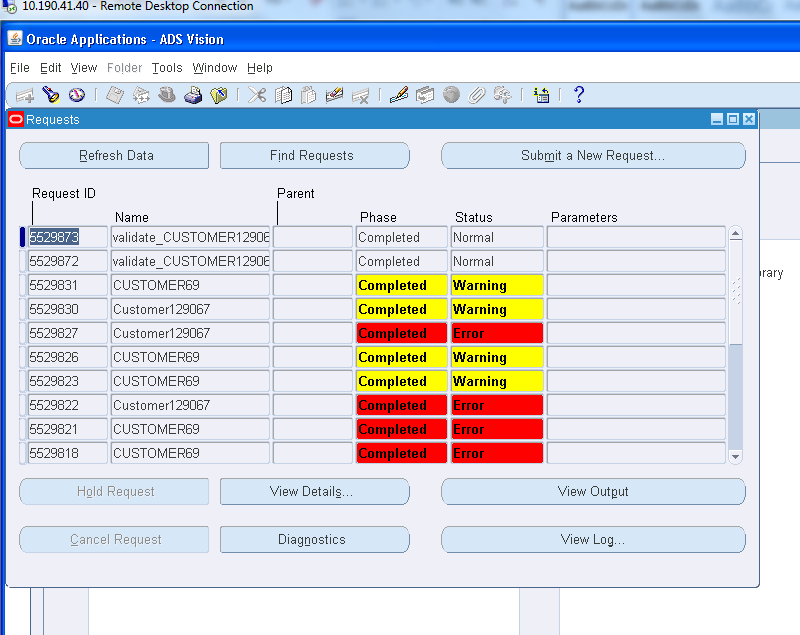 10.190.41.40 - Remote Desktop Connection
Oracle Applications - ADS Vision
File Edit View Folder Tools Window Help
Requests
Refresh Data Find Requests Submit a New Request...
Request ID Parent
Name Phase Status Parameters
5529873 validate_CUSTOMER12906 Completed Normal
5529872 validate_CUSTOMER12906 Completed Normal
5529831 CUSTOMER69 Completed Warning
5529830 Customer129067 Completed Warning
5529827 Customer129067 Completed Error
5529826 CUSTOMER69 Completed Warning
5529823 CUSTOMER69 Completed Warning
5529822 Customer129067 Completed Error
5529821 CUSTOMER69 Completed Error
5529818 CUSTOMER69 Completed Error
Hold Request View Details... View Output
Cancel Request Diagnostics View Log...